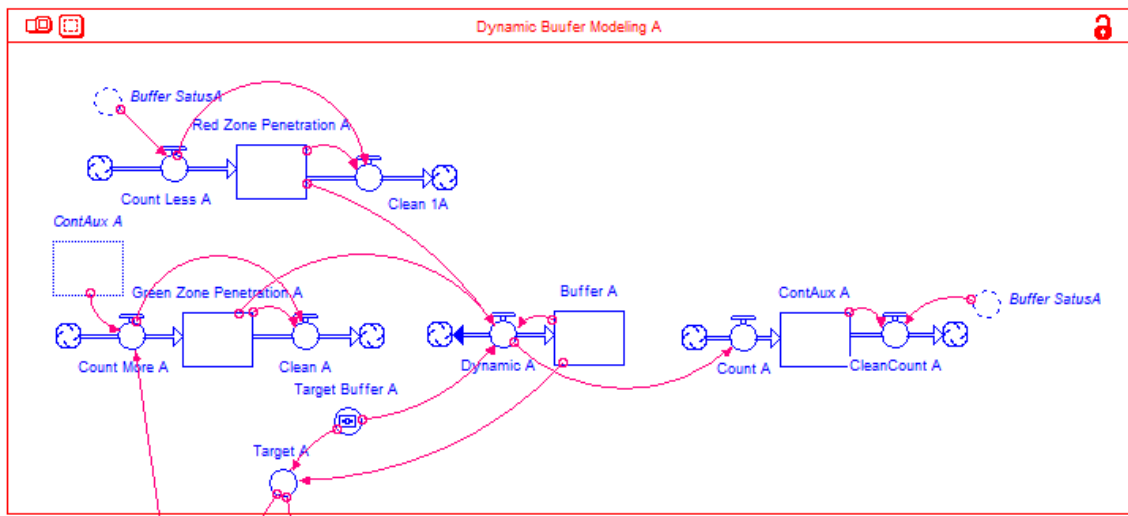 Dynamic Buufer Modeling A
Buffer SatusA
Red Zone Penetration A
Count Less A
Clean 1A
ContAux A
Green Zone Penetration A
Buffer A
ContAux A
Buffer SatusA
Count More A
Clean A
Dynamic A
Count A
CleanCount A
Target Buffer A
Target A